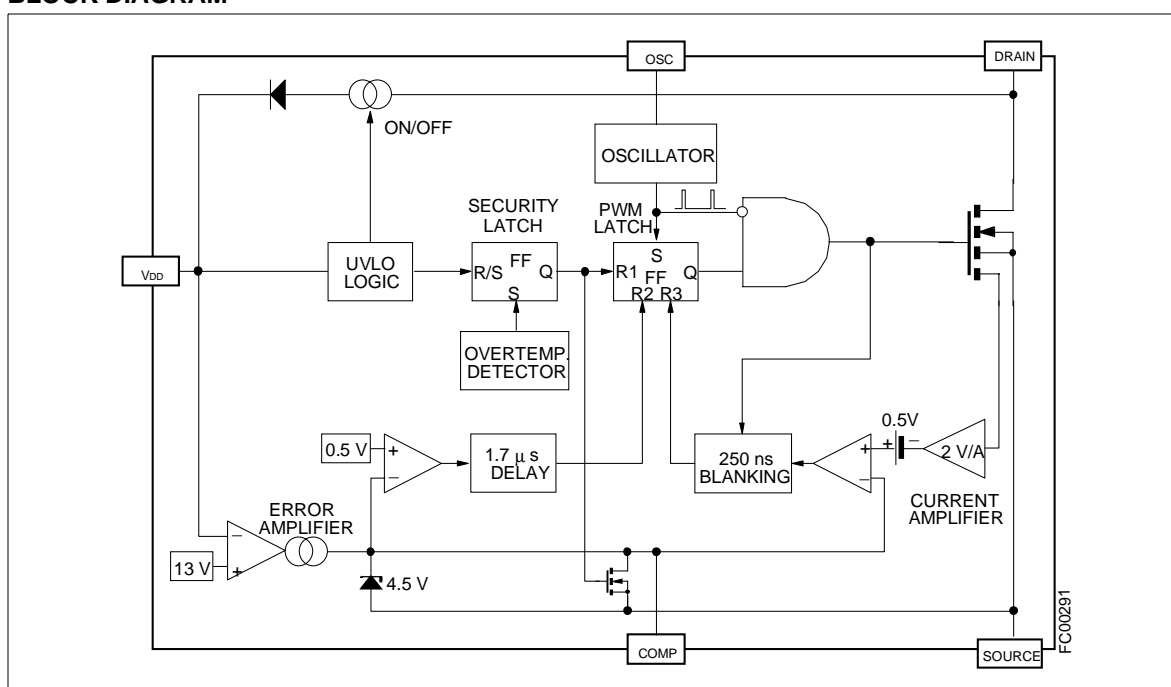 BLOCK DIAGRAM
OSC
DRAIN
ON/OFF
OSCILLATOR
SECURITY
LATCH
PWM
LATCH
VDD
UVLO
LOGIC
R/S
FF
Q
S
R1
S
FF
Q
R2 R3
OVERTEMP.
DETECTOR
0.5 V
+
−
1.7 μ s
DELAY
250 ns
BLANKING
+
−
0.5V
+
−
2 V/A
CURRENT
AMPLIFIER
ERROR
AMPLIFIER
−
+
13 V
4.5 V
COMP
SOURCE
FC00291